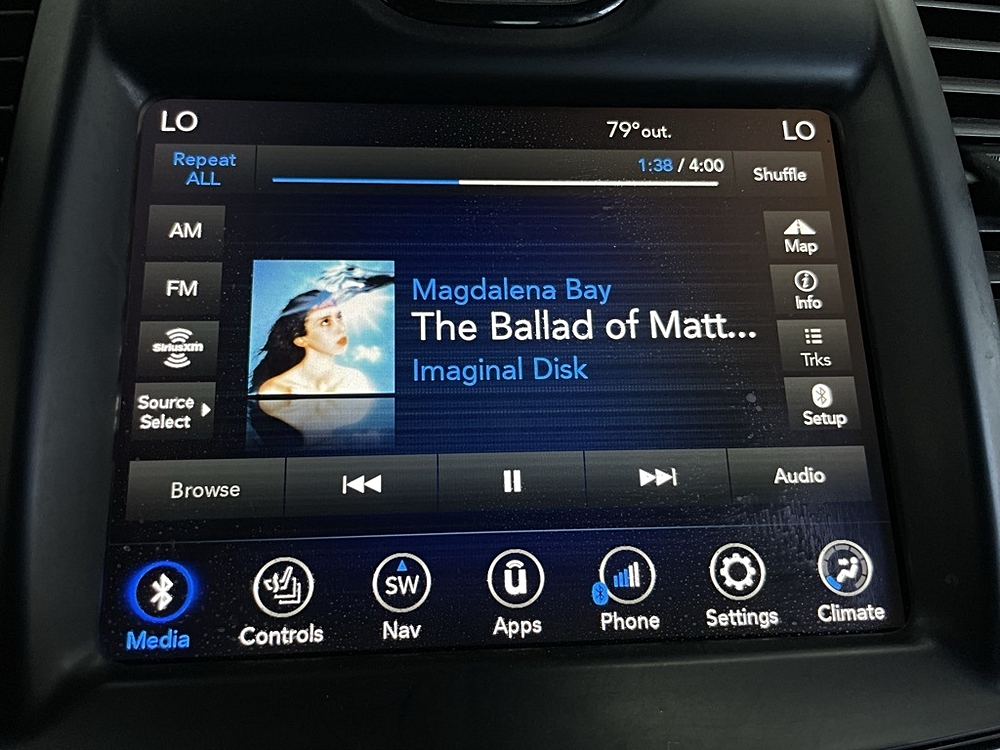 LO
79° out.
LO
Repeat
ALL
1:38 / 4:00
Shuffle
AM
FM
SiriusXM
Source
Select
Magdalena Bay
The Ballad of Matt...
Imaginal Disk
Map
Info
Trks
Setup
Browse
Audio
SW
Media
Controls
Nav
Apps
Phone
Settings
Climate